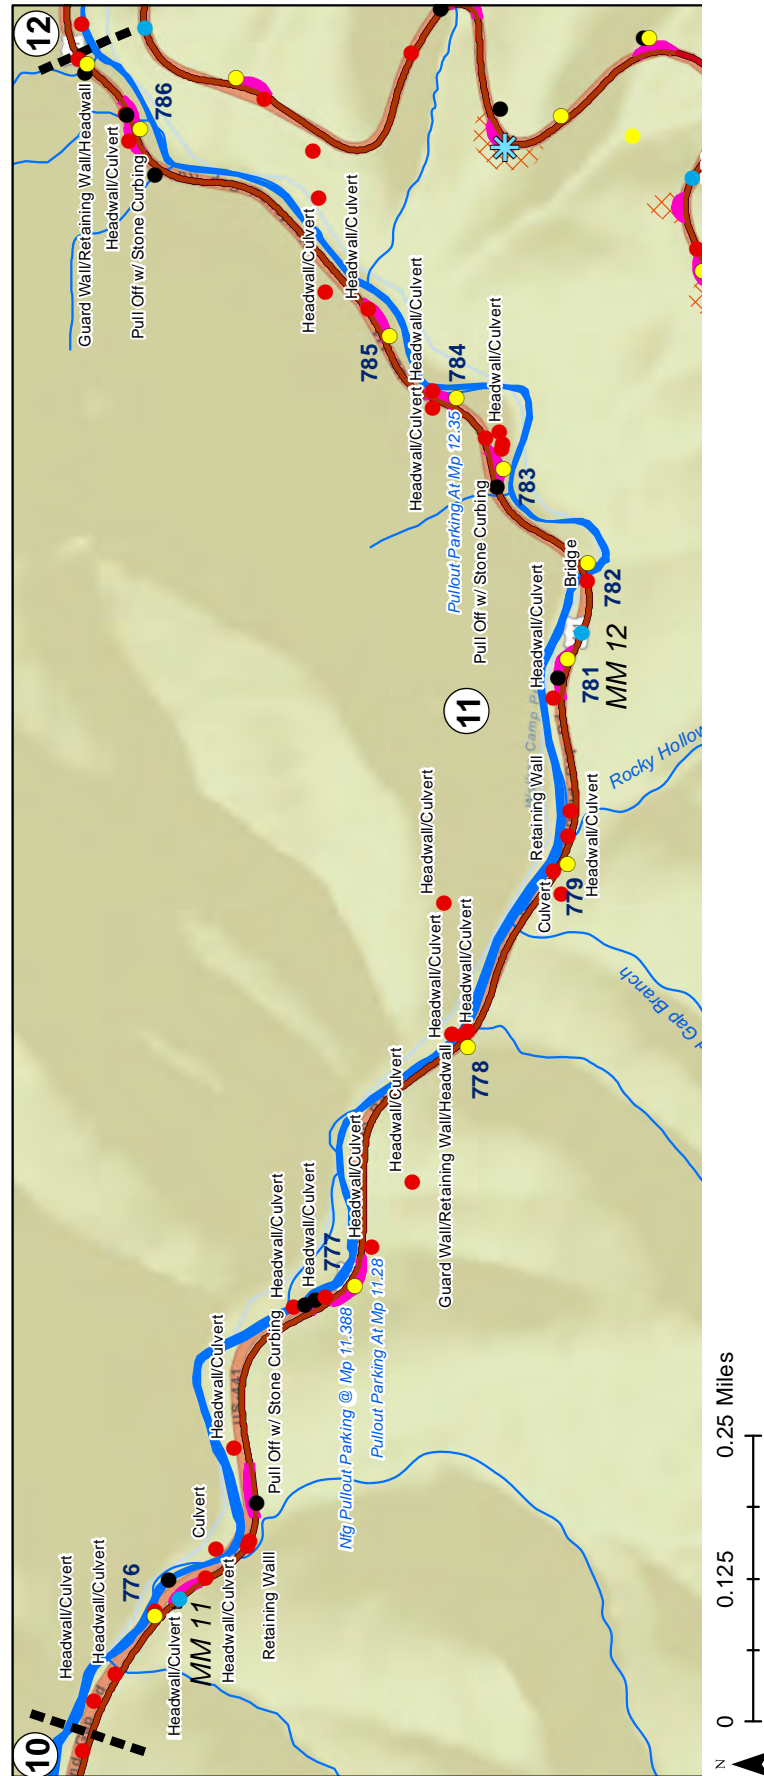 10
Headwall/Culvert
Headwall/Culvert
776
Headwall/Culvert
MM 11
Headwall/Culvert
Retaining Walll
Culvert
Headwall/Culvert
US 441
Pull Off w/ Stone Curbing
Headwall/Culvert
Headwall/Culvert
777
Nfg Pullout Parking @ Mp 11.388
Pullout Parking At Mp 11.28
Headwall/Culvert
Headwall/Culvert
Guard Wall/Retaining Wall/Headwall
778
Headwall/Culvert
Headwall/Culvert
Headwall/Culvert
d Gap Branch
Culvert
779
Retaining Wall
Headwall/Culvert
Rocky Hollow
11
Headwall/Culvert
781
MM 12
Bridge
782
Pull Off w/ Stone Curbing
783
Pullout Parking At Mp 12.35
Headwall/Culvert
Headwall/Culvert
784
Headwall/Culvert
785
Headwall/Culvert
Headwall/Culvert
Pull Off w/ Stone Curbing
Headwall/Culvert
Guard Wall/Retaining Wall/Headwall
786
12
N
0
0.125
0.25 Miles